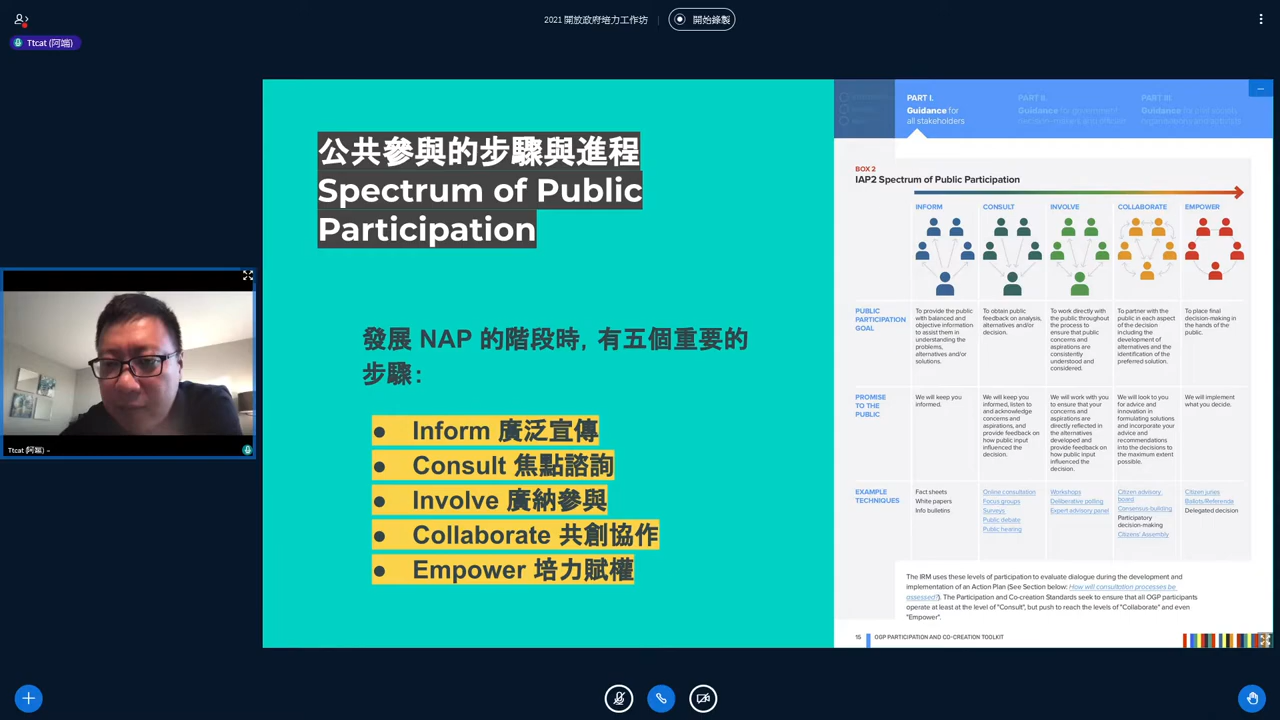 2021 開放政府培力工作坊
開始錄製
Ttcat (阿端)
公共參與的步驟與進程
Spectrum of Public
Participation
發展 NAP 的階段時, 有五個重要的
步驟：
● Inform 廣泛宣傳
● Consult 焦點諮詢
● Involve 廣納參與
● Collaborate 共創協作
● Empower 培力賦權
Ttcat (阿端)
PART I.
Guidance for
all stakeholders
PART II.
Guidance for government
PART III.
BOX 2
IAP2 Spectrum of Public Participation
INFORM
CONSULT
INVOLVE
COLLABORATE
EMPOWER
PUBLIC
PARTICIPATION
GOAL
To provide the public
with balanced and
objective information
to assist them in
understanding the
problems,
alternatives and/or
solutions.
To obtain public
feedback on analysis,
alternatives and/or
decision.
To work directly with
the public throughout
the process to
ensure that public
concerns and
aspirations are
consistently
understood and
considered.
To partner with the
public in each aspect
of the decision
including the
development of
alternatives and the
identification of the
preferred solution.
To place final
decision-making in
the hands of the
public.
PROMISE
TO THE
PUBLIC
We will keep you
informed.
We will keep you
informed, listen to
and acknowledge
concerns and
aspirations, and
provide feedback on
how public input
influenced the
decision.
We will work with you
to ensure that your
concerns and
aspirations are
directly reflected in
the alternatives
developed and
provide feedback on
how public input
influenced the
decision.
We will look to you
for advice and
innovation in
formulating solutions
and incorporate your
advice and
recommendations
into the decisions to
the maximum extent
possible.
We will implement
what you decide.
EXAMPLE
TECHNIQUES
Fact sheets
White papers
Info bulletins
Online consultation
Focus groups
Surveys
Public debate
Public hearing
Workshops
Deliberative polling
Expert advisory panel
Citizen advisory
board
Consensus-building
Participatory
decision-making
Citizens' Assembly
Citizen juries
Ballots/Referenda
Delegated decision
The IRM uses these levels of participation to evaluate dialogue during the development and
implementation of an Action Plan (See Section below: How will consultation processes be
assessed?). The Participation and Co-creation Standards seek to ensure that all OGP participants
operate at least at the level of "Consult", but push to reach the levels of "Collaborate" and even
"Empower".
15 OGP PARTICIPATION AND CO-CREATION TOOLKIT